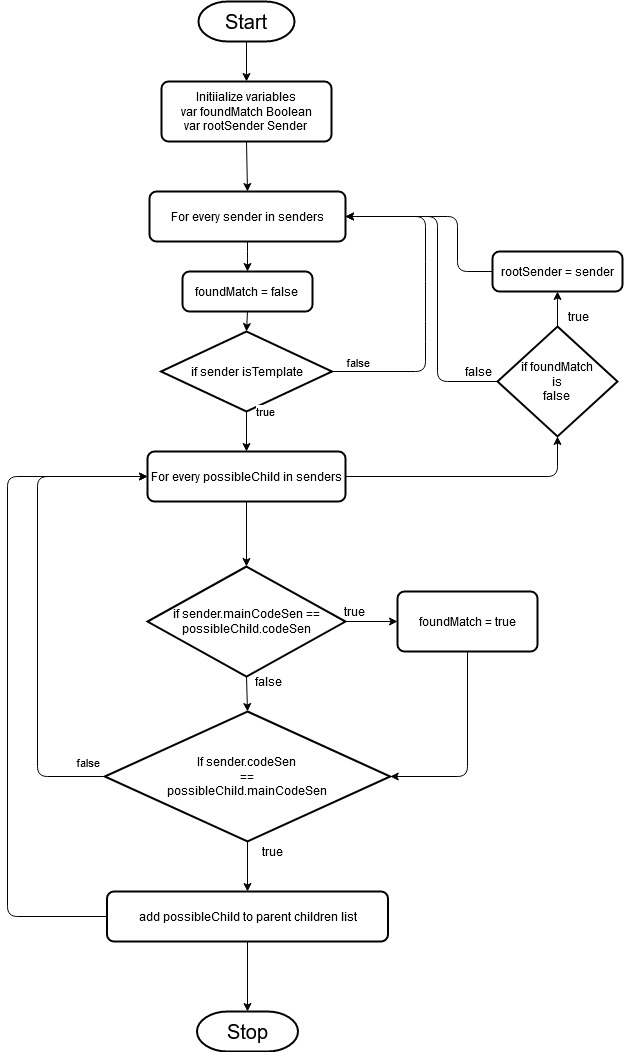 Start
Initiialize variables
var foundMatch Boolean
var rootSender Sender
For every sender in senders
rootSender = sender
foundMatch = false
true
if sender isTemplate
false
false
if foundMatch
is
false
true
For every possibleChild in senders
if sender.mainCodeSen ==
possibleChild.codeSen
true
foundMatch = true
false
false
If sender.codeSen
==
possibleChild.mainCodeSen
true
add possibleChild to parent children list
Stop